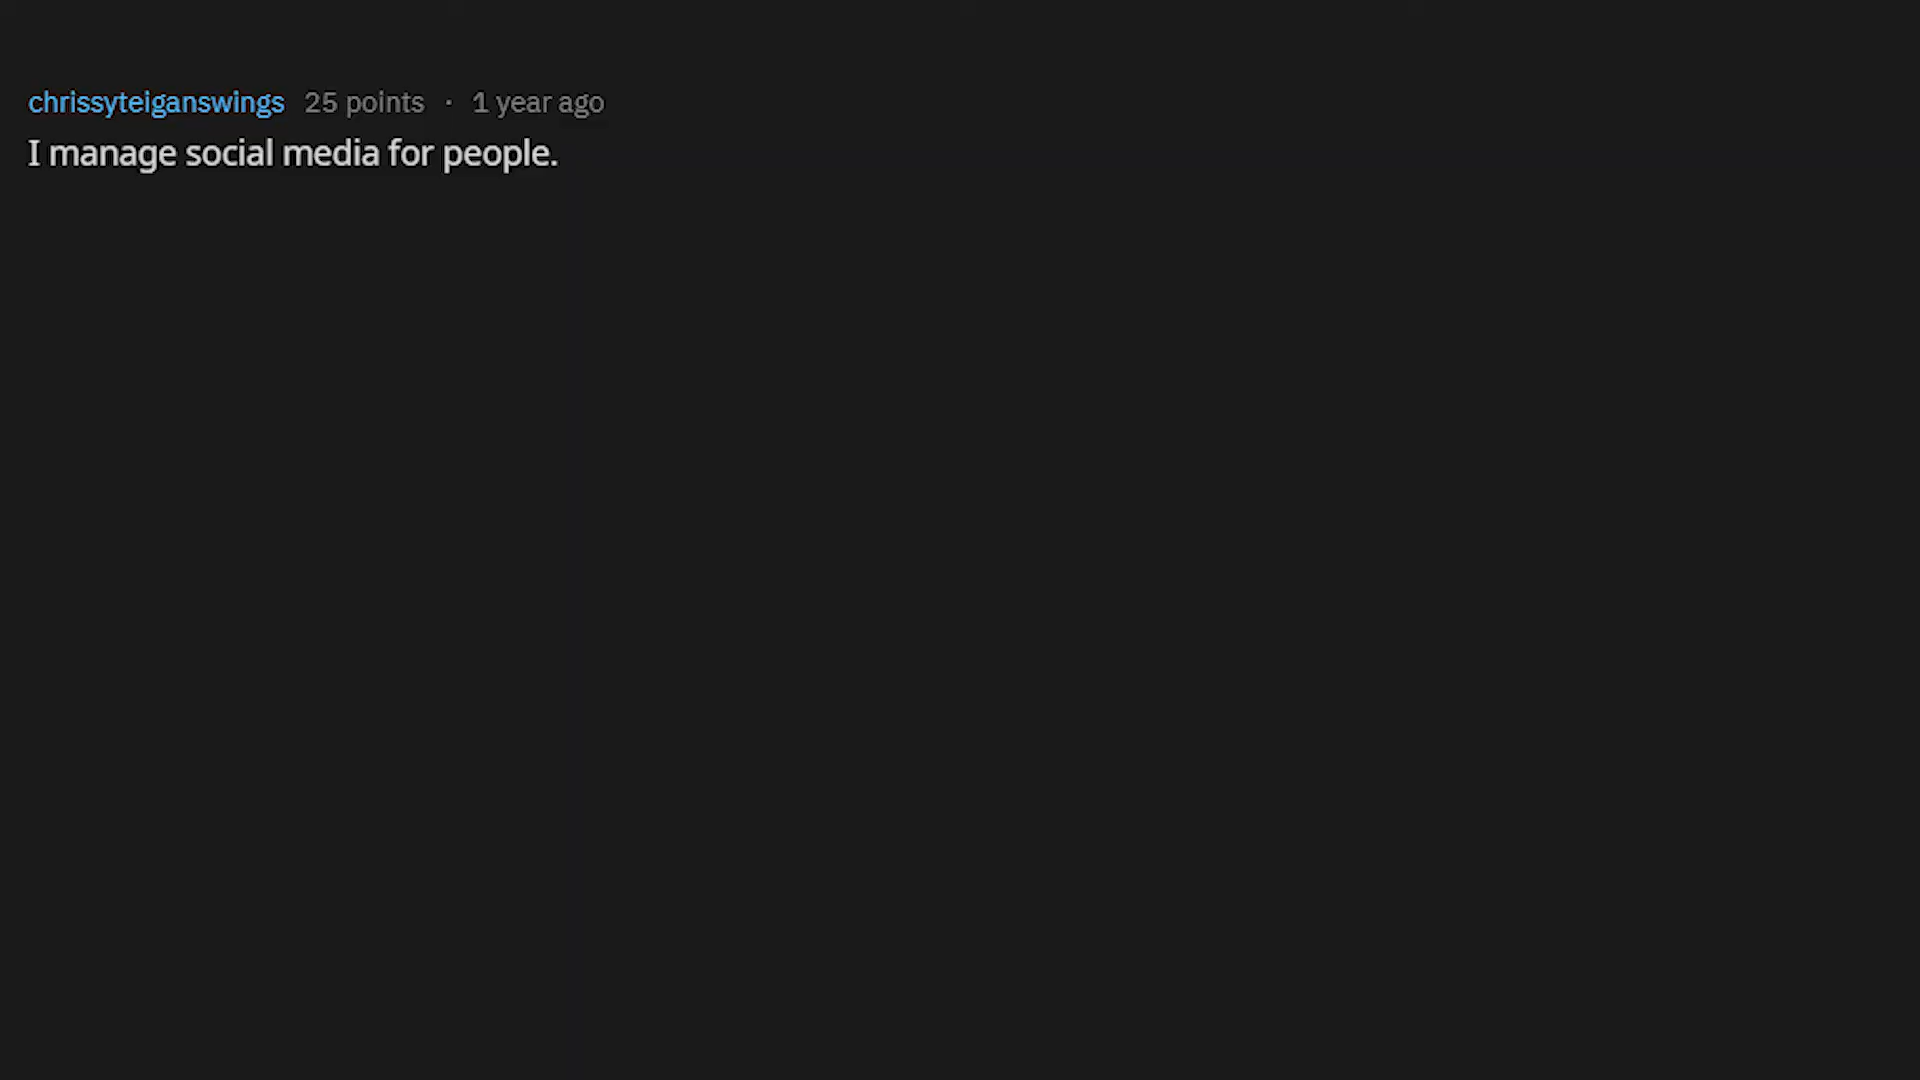 chrissyteiganswings 25 points · 1 year ago
I manage social media for people.